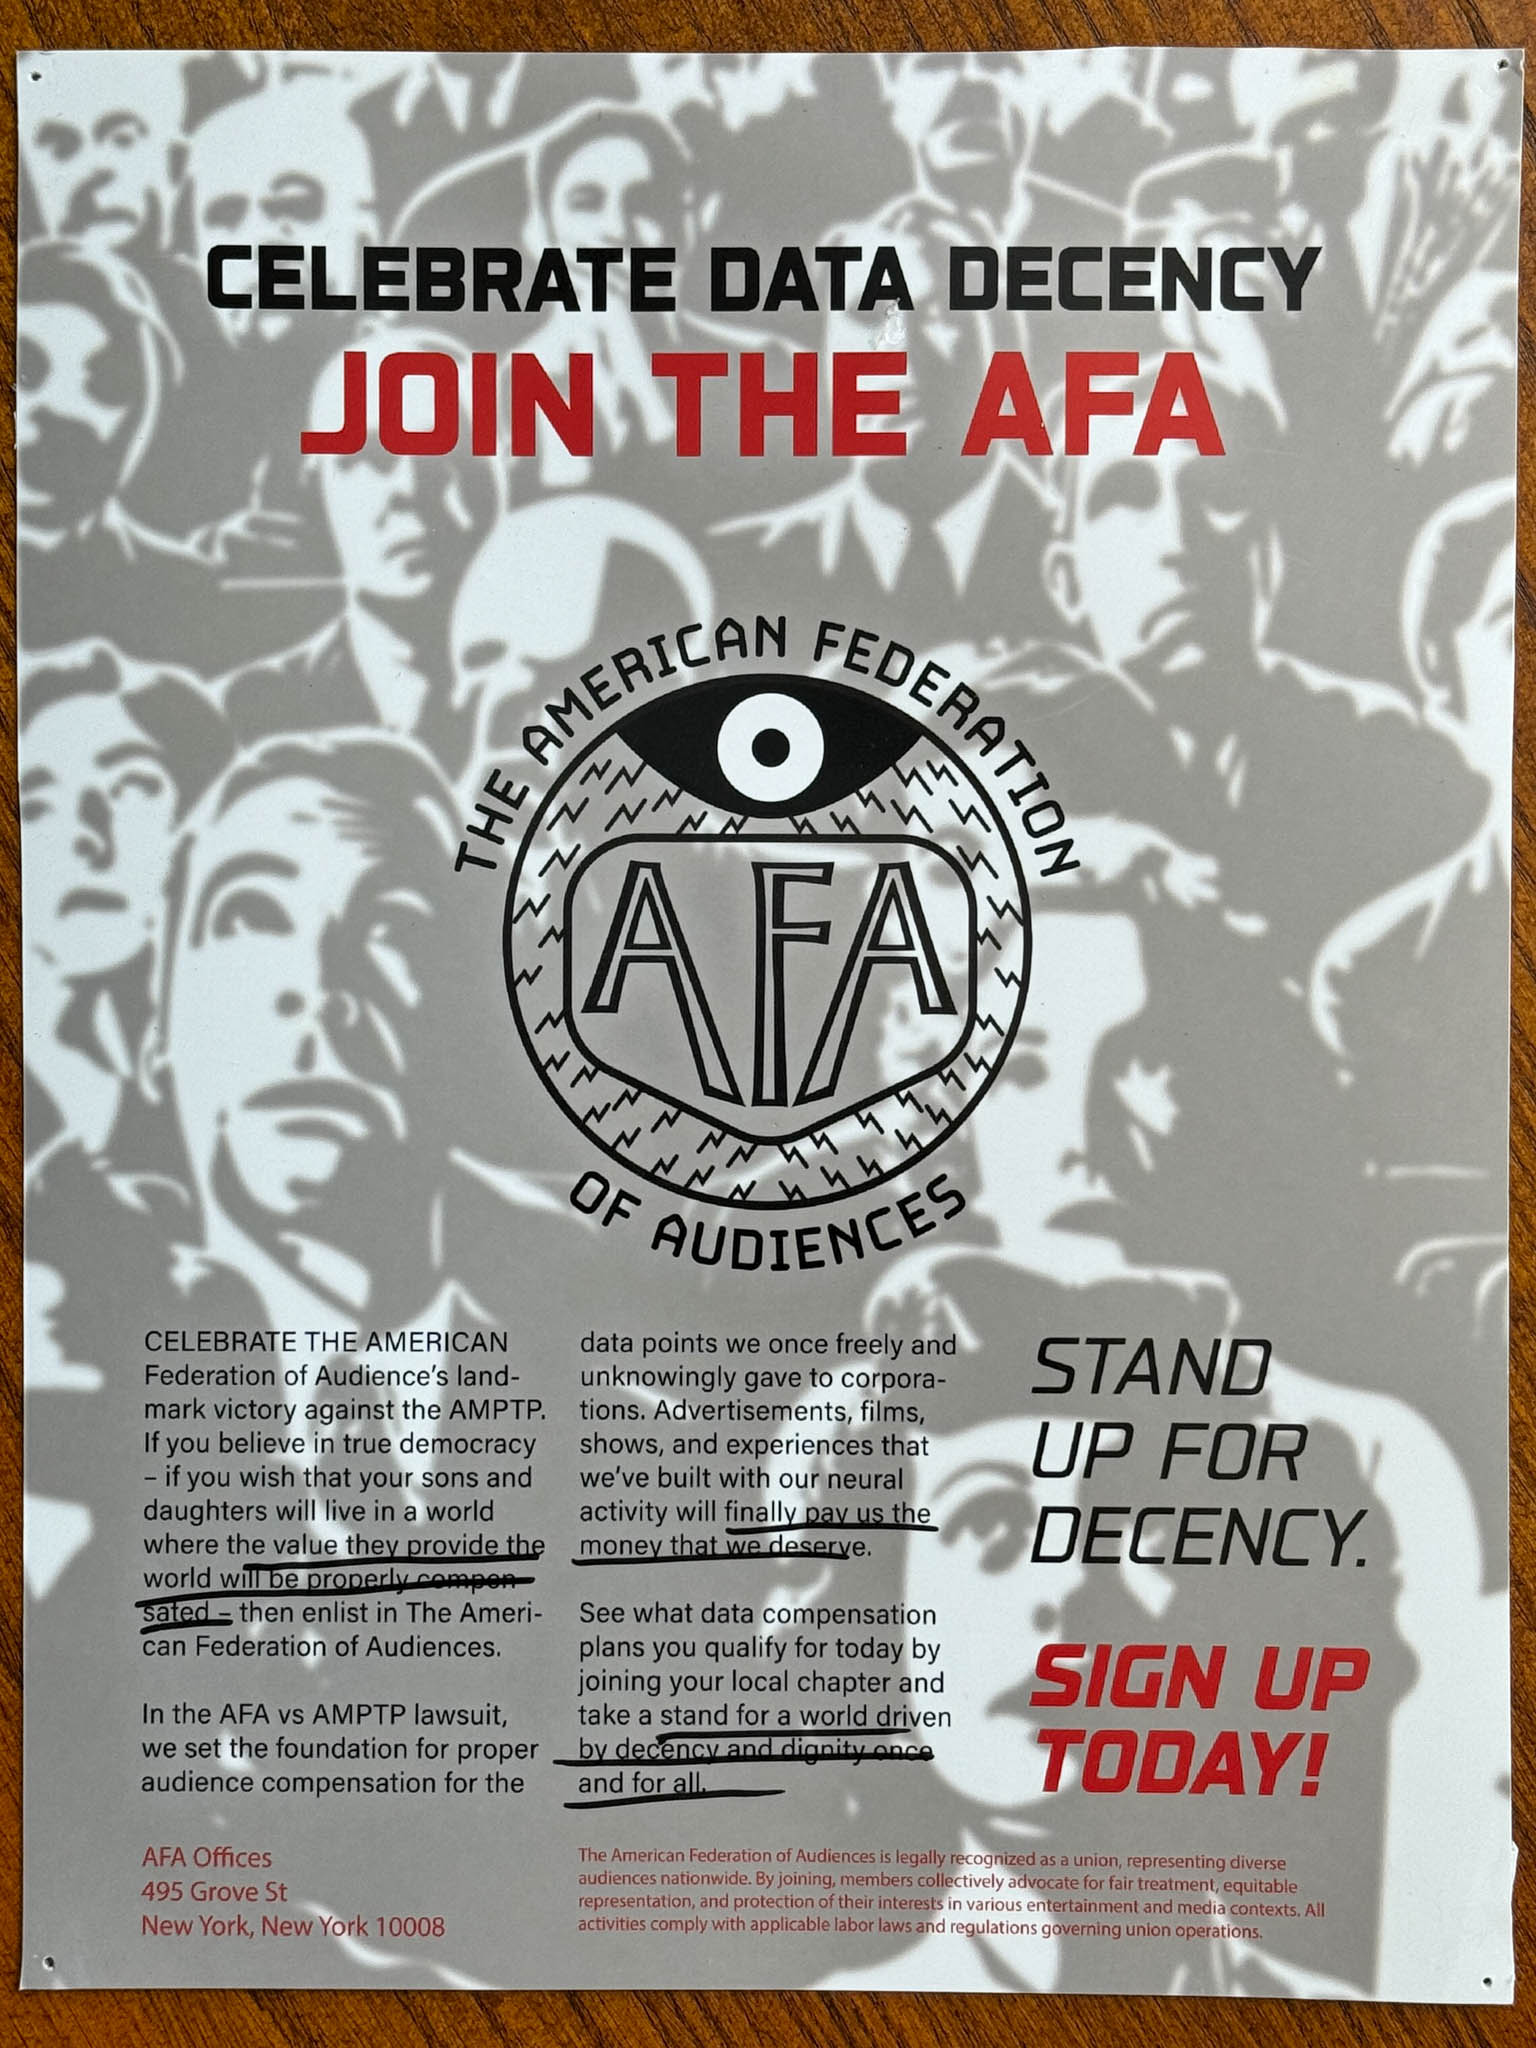 CELEBRATE DATA DECENCY
JOIN THE AFA
THE AMERICAN FEDERATION
AFA
OF AUDIENCES
CELEBRATE THE AMERICAN
Federation of Audience's land-
mark victory against the AMPTP.
If you believe in true democracy
– if you wish that your sons and
daughters will live in a world
where the value they provide the
world will be properly compen-
sated – then enlist in The Ameri-
can Federation of Audiences.
In the AFA vs AMPTP lawsuit,
we set the foundation for proper
audience compensation for the
data points we once freely and
unknowingly gave to corpora-
tions. Advertisements, films,
shows, and experiences that
we've built with our neural
activity will finally pay us the
money that we deserve.
See what data compensation
plans you qualify for today by
joining your local chapter and
take a stand for a world driven
by decency and dignity once
and for all.
STAND
UP FOR
DECENCY.
SIGN UP
TODAY!
AFA Offices
495 Grove St
New York, New York 10008
The American Federation of Audiences is legally recognized as a union, representing diverse
audiences nationwide. By joining, members collectively advocate for fair treatment, equitable
representation, and protection of their interests in various entertainment and media contexts. All
activities comply with applicable labor laws and regulations governing union operations.